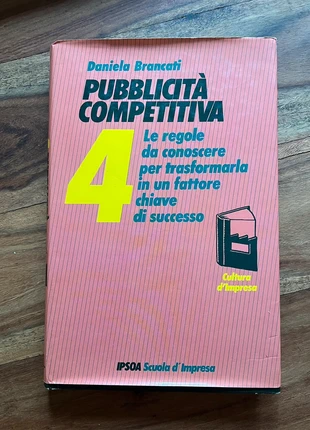 Daniela Brancati
PUBBLICITÀ
COMPETITIVA
4
Le regole
da conoscere
per trasformarla
in un fattore
chiave
di successo
Cultura
d'Impresa
IPSOA Scuola d'Impresa